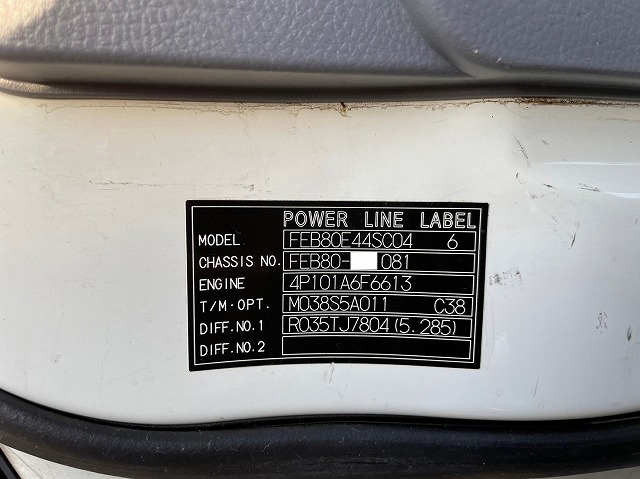 POWER LINE LABEL
MODEL FEB80E44SC04 6
CHASSIS NO. FEB80- 081
ENGINE 4P101A6F6613
T/M·OPT. M038S5A011 C38
DIFF.NO.1 R035TJ7804(5.285)
DIFF.NO.2